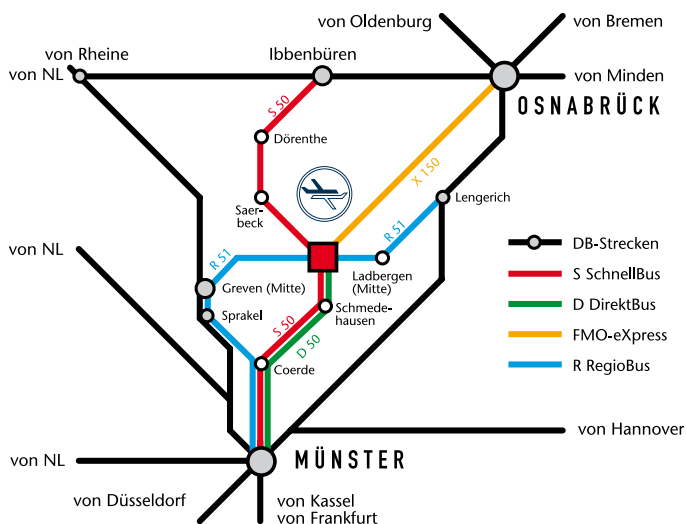 von Oldenburg
von Bremen
von Rheine
Ibbenbüren
von NL
von Minden
OSNABRÜCK
S 50
Dörenthe
X 150
Saer-
beck
Lengerich
R 51
R 51
von NL
DB-Strecken
Ladbergen
(Mitte)
S SchnellBus
Greven (Mitte)
Schmede-
hausen
D DirektBus
Sprakel
S 50
D 50
FMO-eXpress
Coerde
R RegioBus
von Hannover
von NL
MÜNSTER
von Düsseldorf
von Kassel
von Frankfurt